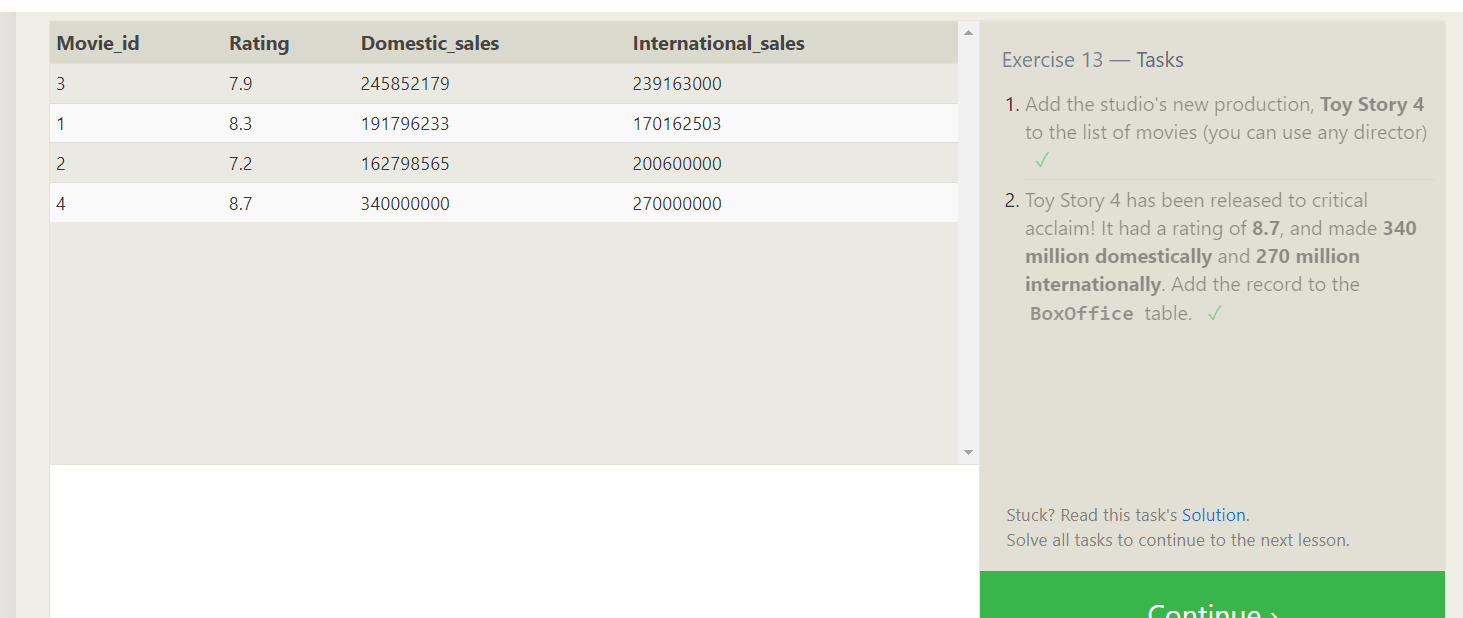 Movie_id Rating Domestic_sales International_sales
3 7.9 245852179 239163000
1 8.3 191796233 170162503
2 7.2 162798565 200600000
4 8.7 340000000 270000000
Exercise 13 — Tasks
1. Add the studio's new production, Toy Story 4
to the list of movies (you can use any director)
✓
2. Toy Story 4 has been released to critical
acclaim! It had a rating of 8.7, and made 340
million domestically and 270 million
internationally. Add the record to the
BoxOffice table. ✓
Stuck? Read this task's Solution.
Solve all tasks to continue to the next lesson.
Continue ›